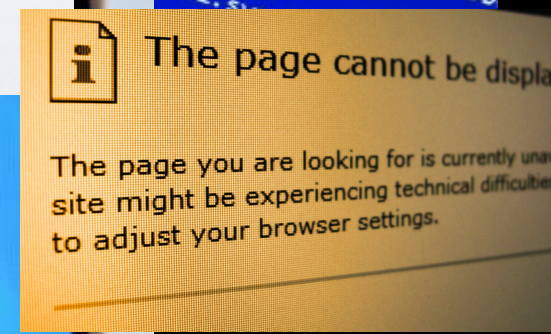 The page cannot be displa
The page you are looking for is currently una
site might be experiencing technical difficultie
to adjust your browser settings.